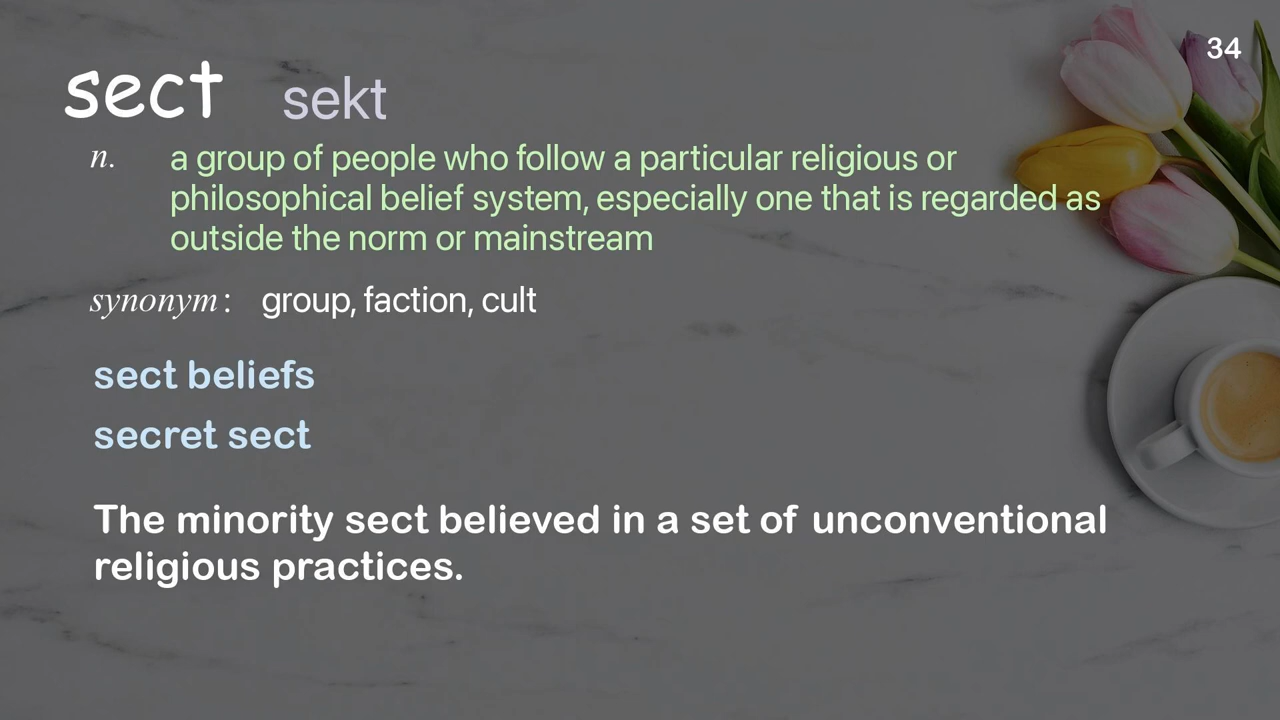 34
sect sekt
n. a group of people who follow a particular religious or
philosophical belief system, especially one that is regarded as
outside the norm or mainstream
synonym: group, faction, cult
sect beliefs
secret sect
The minority sect believed in a set of unconventional
religious practices.